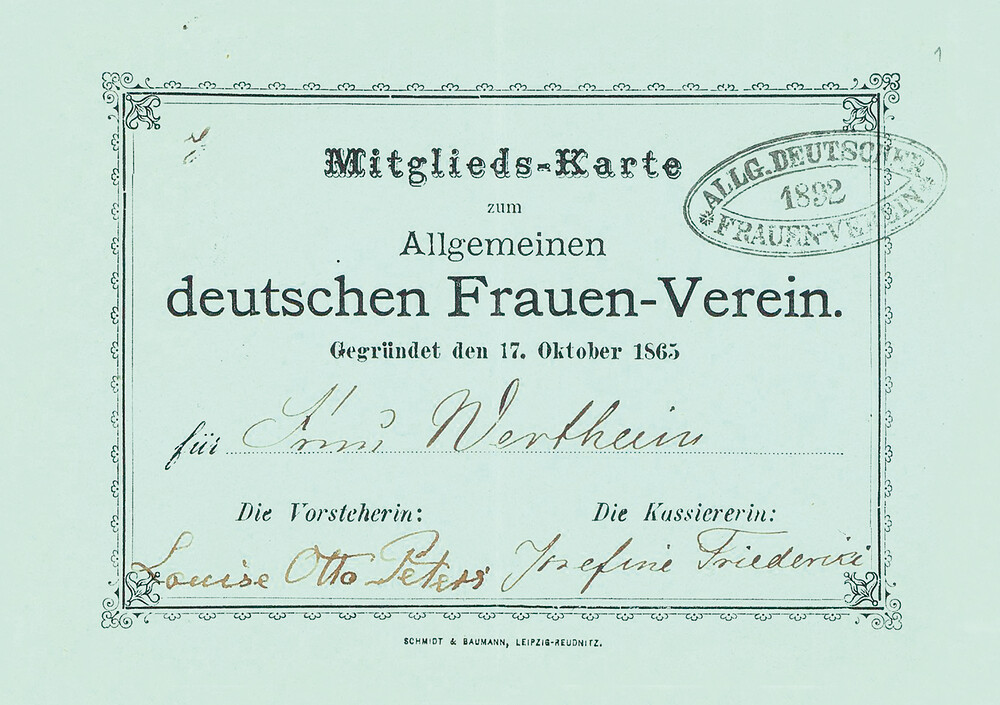 1
Mitglieds-Karte
zum
Allgemeinen
deutschen Frauen-Verein.
Gegründet den 17. Oktober 1865
für Frau Wertheim
Die Vorsteherin: Die Kassiererin:
Louise Otto Peters Josefine Friederici
SCHMIDT & BAUMANN, LEIPZIG-REUDNITZ.
ALLG. DEUTSCHER
1892
FRAUEN-VEREIN